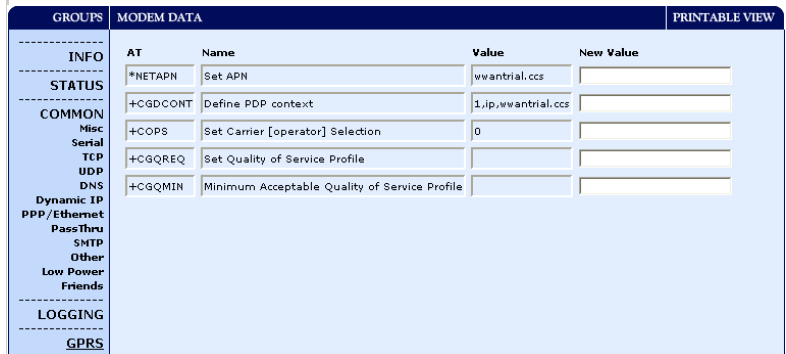 GROUPS MODEM DATA PRINTABLE VIEW
INFO
STATUS
COMMON
Misc
Serial
TCP
UDP
DNS
Dynamic IP
PPP/Ethernet
PassThru
SMTP
Other
Low Power
Friends
LOGGING
GPRS
AT Name Value New Value
*NETAPN Set APN wwantrial.ccs
+CGDCONT Define PDP context 1,ip,wwantrial.ccs
+COPS Set Carrier [operator] Selection 0
+CGQREQ Set Quality of Service Profile
+CGQMIN Minimum Acceptable Quality of Service Profile